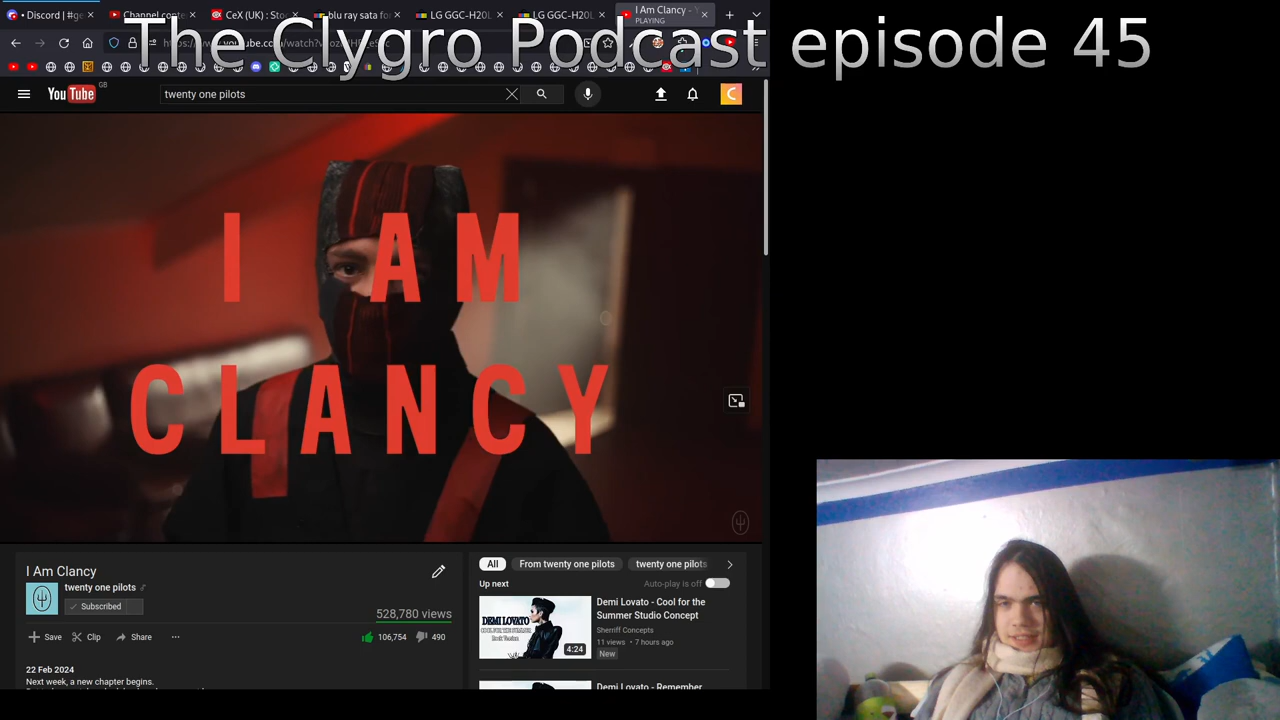 The Clygro Podcast episode 45
• Discord | #ge
Channel conte
CeX (UK) : Sto
blu ray sata fo
LG GGC-H20L
LG GGC-H20L
I Am Clancy - Y
PLAYING
YouTube GB
twenty one pilots
C
I AM
CLANCY
I Am Clancy
twenty one pilots
Subscribed
528,780 views
Save
Clip
Share
106,754
490
22 Feb 2024
Next week, a new chapter begins.
All
From twenty one pilots
twenty one pilots
Up next
Auto-play is off
DEMI LOVATO
4:24
Demi Lovato - Cool for the
Summer Studio Concept
Sherriff Concepts
11 views • 7 hours ago
New
Demi Lovato - Remember